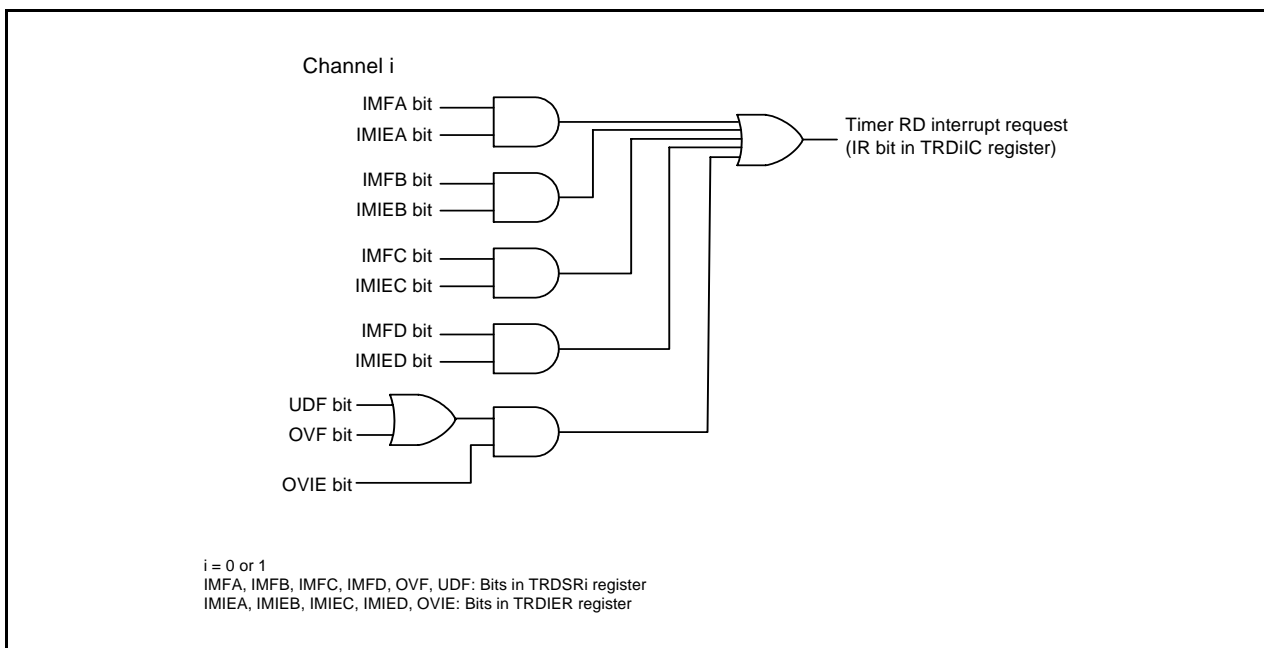 Channel i
IMFA bit
IMIEA bit
Timer RD interrupt request
(IR bit in TRDiIC register)
IMFB bit
IMIEB bit
IMFC bit
IMIEC bit
IMFD bit
IMIED bit
UDF bit
OVF bit
OVIE bit
i = 0 or 1
IMFA, IMFB, IMFC, IMFD, OVF, UDF: Bits in TRDSRi register
IMIEA, IMIEB, IMIEC, IMIED, OVIE: Bits in TRDIER register